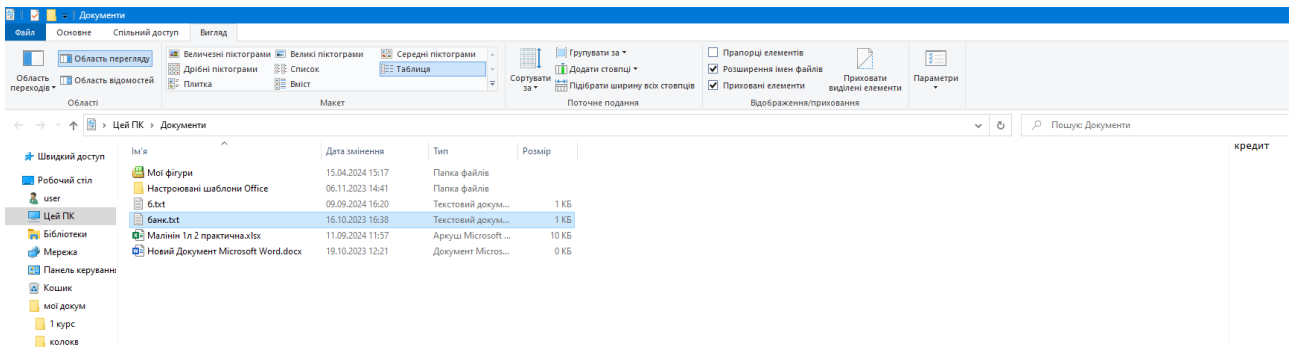 Документи
Файл Основне Спільний доступ Вигляд
Область переходів
Область перегляду
Область відомостей
Області
Величезні піктограми Великі піктограми Середні піктограми
Дрібні піктограми Список Таблиця
Плитка Вміст
Макет
Сортувати за
Групувати за
Додати стовпці
Підібрати ширину всіх стовпців
Поточне подання
Прапорці елементів
Розширення імен файлів
Приховані елементи
Приховати виділені елементи
Відображення/приховання
Параметри
Цей ПК › Документи
Пошук: Документи
Швидкий доступ
Робочий стіл
user
Цей ПК
Бібліотеки
Мережа
Панель керуванн
Кошик
мої докум
1 курс
колокв
Ім'я Дата змінення Тип Розмір
Мої фігури 15.04.2024 15:17 Папка файлів
Настроювані шаблони Office 06.11.2023 14:41 Папка файлів
б.txt 09.09.2024 16:20 Текстовий докум... 1 КБ
банк.txt 16.10.2023 16:38 Текстовий докум... 1 КБ
Малінін 1л 2 практична.xlsx 11.09.2024 11:57 Аркуш Microsoft ... 10 КБ
Новий Документ Microsoft Word.docx 19.10.2023 12:21 Документ Micros... 0 КБ
кредит